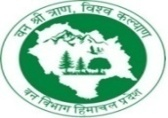 वन श्री त्राण, विश्व कल्याण
वन विभाग हिमाचल प्रदेश